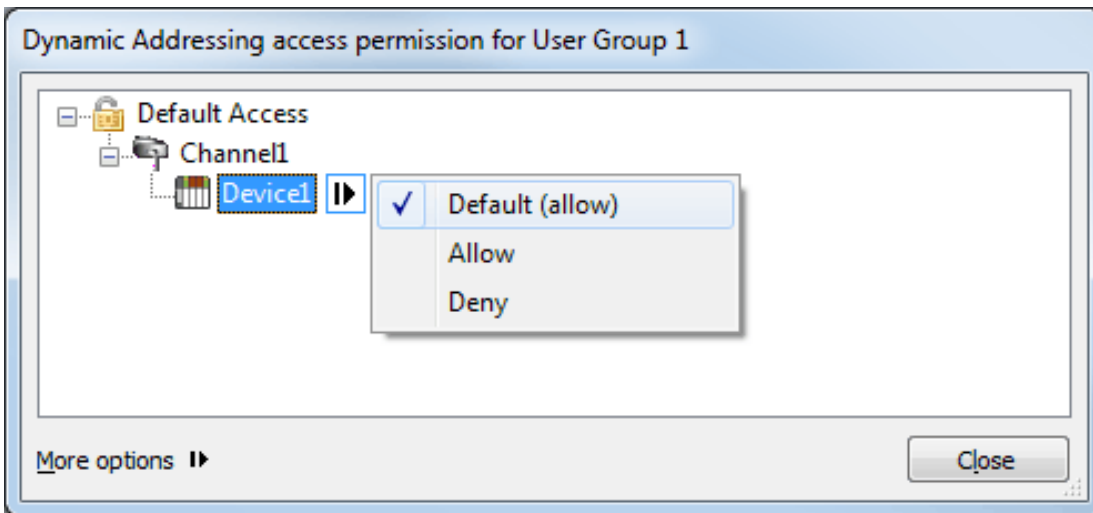 Dynamic Addressing access permission for User Group 1
Default Access
Channel1
Device1
Default (allow)
Allow
Deny
More options
Close